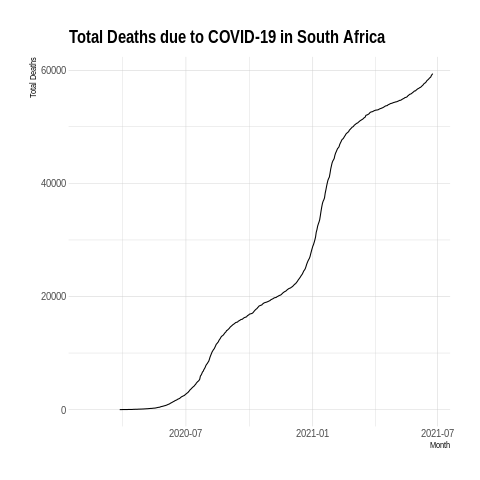 Total Deaths due to COVID-19 in South Africa
Total Deaths
60000
40000
20000
0
2020-07
2021-01
2021-07
Month